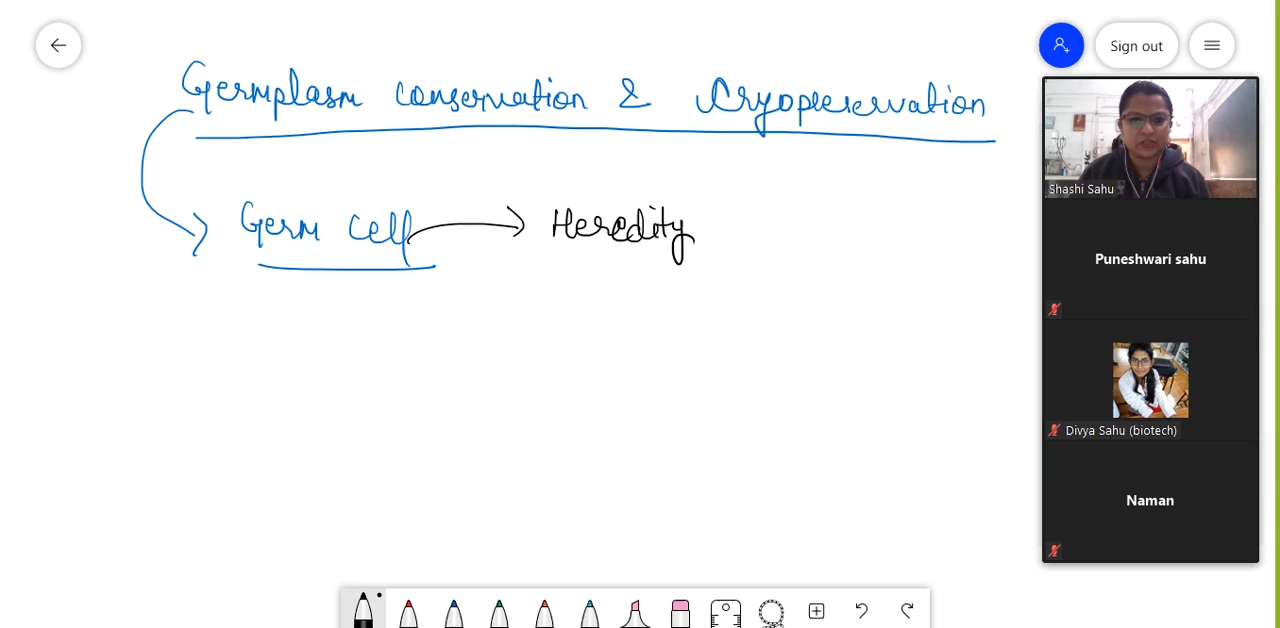 Sign out
Germplasm conservation & Cryopreservation
Germ cell → Heredity
Shashi Sahu
Puneshwari sahu
Divya Sahu (biotech)
Naman